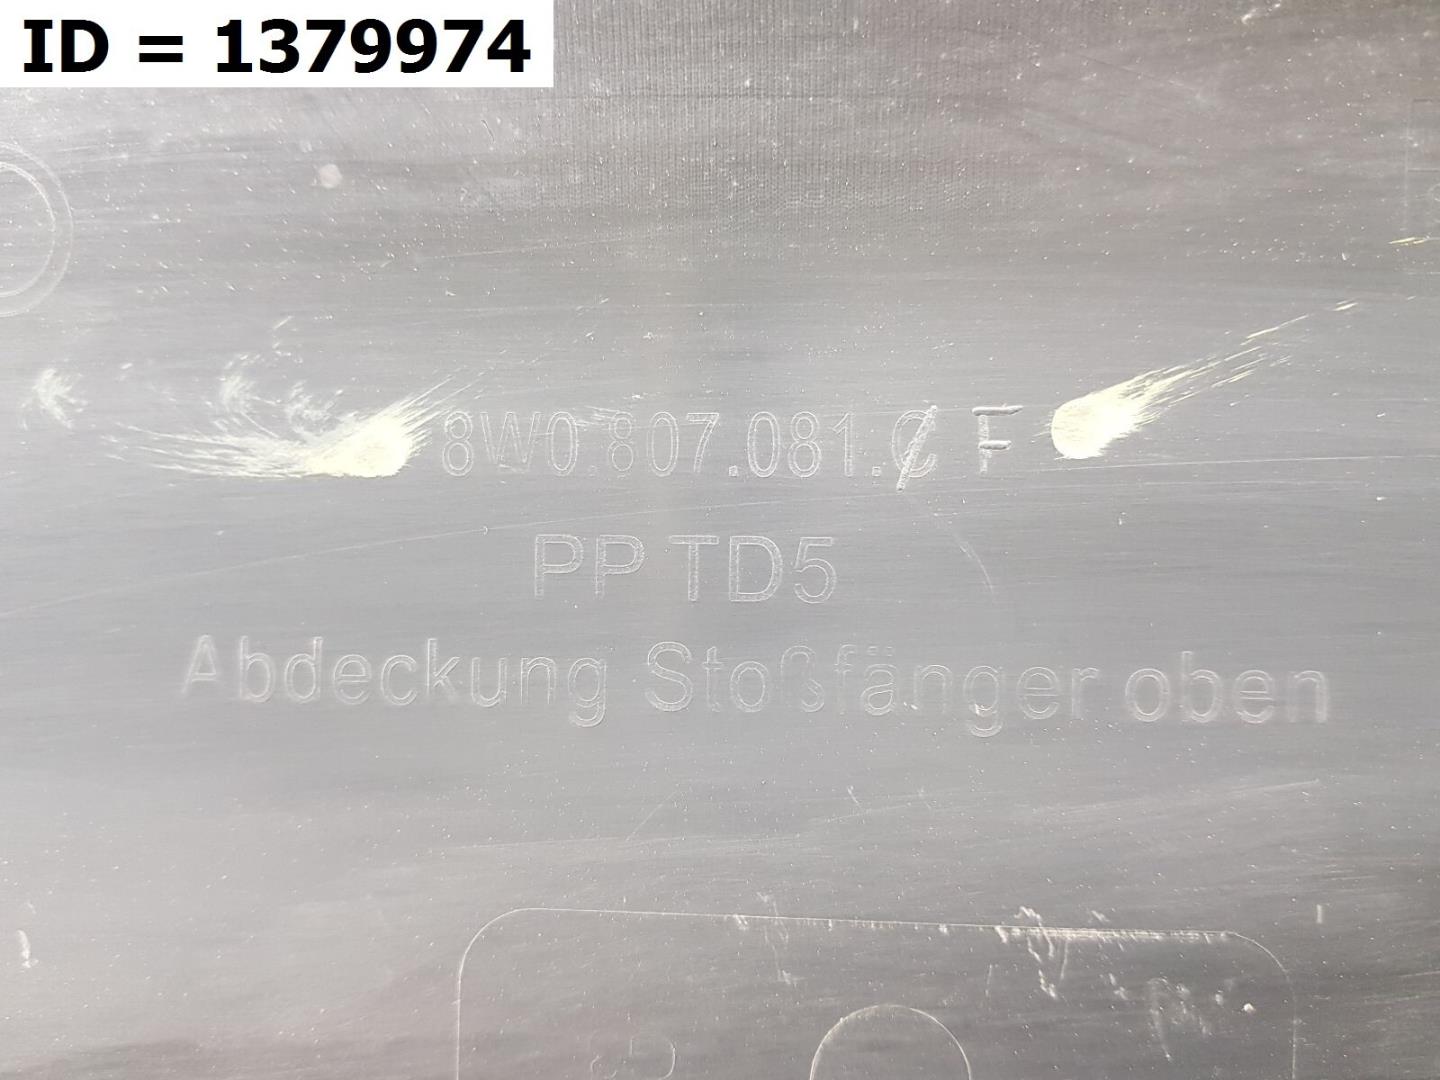 ID = 1379974
8W0.807.081.C F
PP TD5
Abdeckung Stoßfänger oben